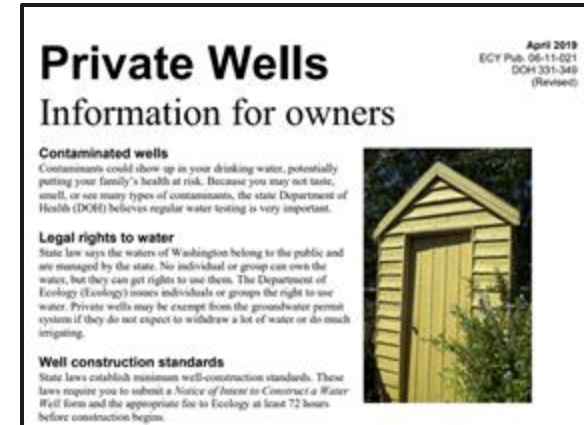 Private Wells
Information for owners
April 2019
ECY Pub. 06-11-021
DOH 331-349
(Revised)
Contaminated wells
Contaminants could show up in your drinking water, potentially
putting your family's health at risk. Because you may not taste,
smell, or see many types of contaminants, the state Department of
Health (DOH) believes regular water testing is very important.
Legal rights to water
State law says the waters of Washington belong to the public and
are managed by the state. No individual or group can own the
water, but they can get rights to use them. The Department of
Ecology (Ecology) issues individuals or groups the right to use
water. Private wells may be exempt from the groundwater permit
system if they do not expect to withdraw a lot of water or do much
irrigating.
Well construction standards
State laws establish minimum well-construction standards. These
laws require you to submit a Notice of Intent to Construct a Water
Well form and the appropriate fee to Ecology at least 72 hours
before construction begins.